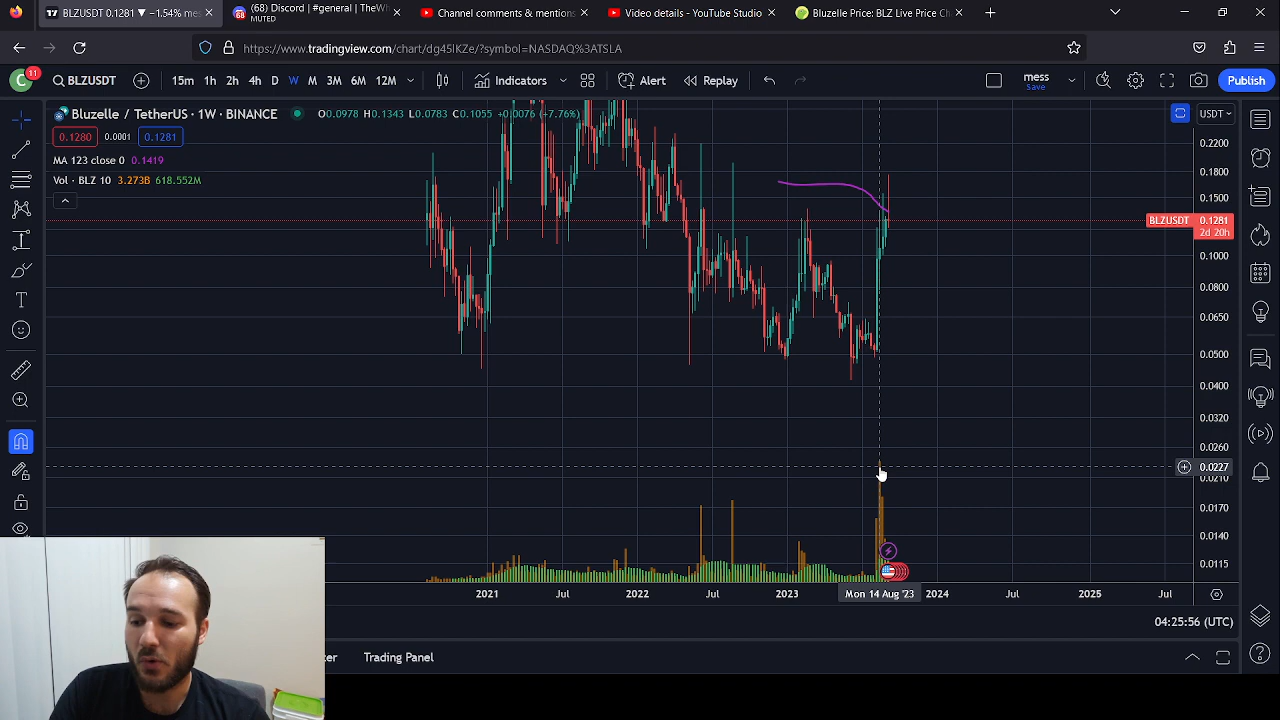 BLZUSDT 0.1281 ▼ −1.54% mes
(68) Discord | #general | TheWh
MUTED
Channel comments & mentions
Video details - YouTube Studio
Bluzelle Price: BLZ Live Price Ch
https://www.tradingview.com/chart/dg45lKZe/?symbol=NASDAQ%3ATSLA
C 11 BLZUSDT 15m 1h 2h 4h D W M 3M 6M 12M Indicators Alert Replay mess Publish
Save
Bluzelle / TetherUS · 1W · BINANCE O0.0978 H0.1343 L0.0783 C0.1055 +0.0076 (+7.76%) USDT
0.1280 0.0001 0.1281
MA 123 close 0 0.1419
Vol · BLZ 10 3.273B 618.552M
0.2200
0.1800
0.1500
BLZUSDT 0.1281
2d 20h
0.1000
0.0800
0.0650
0.0500
0.0400
0.0320
0.0260
0.0227
0.0210
0.0170
0.0140
0.0115
2021 Jul 2022 Jul 2023 Mon 14 Aug '23 2024 Jul 2025 Jul
04:25:56 (UTC)
ter Trading Panel